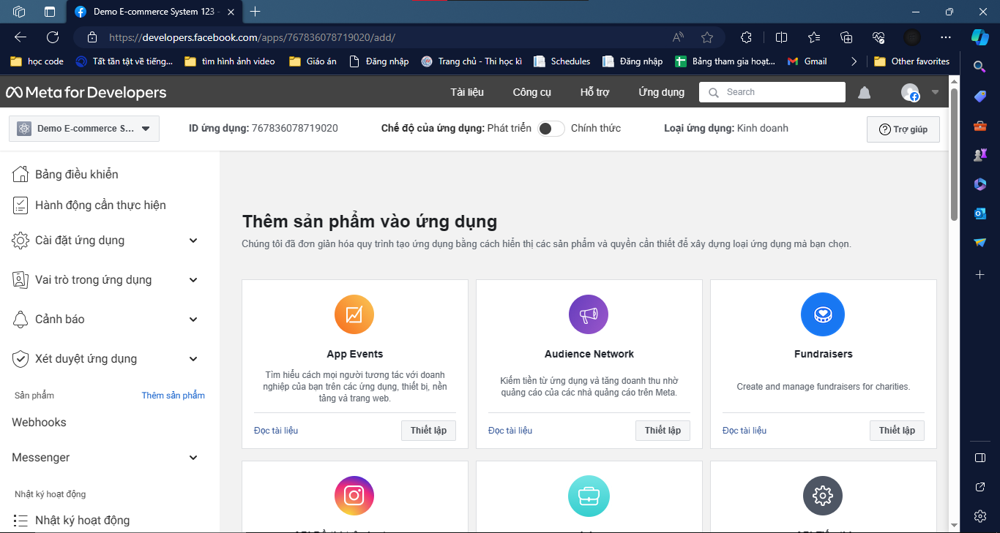 Demo E-commerce System 123 -
https://developers.facebook.com/apps/767836078719020/add/
học code
Tất tần tật về tiếng...
tìm hình ảnh video
Giáo án
Đăng nhập
Trang chủ - Thi học kì
Schedules
Đăng nhập
Bảng tham gia hoạt...
Gmail
Other favorites
Meta for Developers
Tài liệu
Công cụ
Hỗ trợ
Ứng dụng
Search
Demo E-commerce S...
ID ứng dụng: 767836078719020
Chế độ của ứng dụng: Phát triển
Chính thức
Loại ứng dụng: Kinh doanh
Trợ giúp
Bảng điều khiển
Hành động cần thực hiện
Cài đặt ứng dụng
Vai trò trong ứng dụng
Cảnh báo
Xét duyệt ứng dụng
Sản phẩm
Thêm sản phẩm
Webhooks
Messenger
Nhật ký hoạt động
Nhật ký hoạt động
Thêm sản phẩm vào ứng dụng
Chúng tôi đã đơn giản hóa quy trình tạo ứng dụng bằng cách hiển thị các sản phẩm và quyền cần thiết để xây dựng loại ứng dụng mà bạn chọn.
App Events
Tìm hiểu cách mọi người tương tác với doanh
nghiệp của bạn trên các ứng dụng, thiết bị, nền
tảng và trang web.
Đọc tài liệu
Thiết lập
Audience Network
Kiếm tiền từ ứng dụng và tăng doanh thu nhờ
quảng cáo của các nhà quảng cáo trên Meta.
Đọc tài liệu
Thiết lập
Fundraisers
Create and manage fundraisers for charities.
Đọc tài liệu
Thiết lập